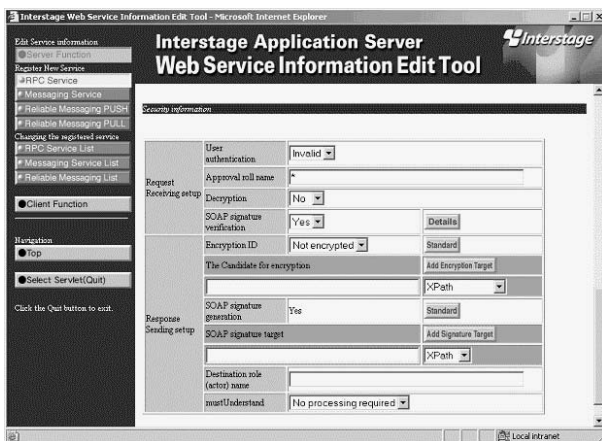 Interstage Web Service Information Edit Tool - Microsoft Internet Explorer
Edit Service information
Server Function
Register New Service
RPC Service
Messaging Service
Reliable Messaging PUSH
Reliable Messaging PULL
Changing the registered service
RPC Service List
Messaging Service List
Reliable Messaging List
Client Function
Navigation
Top
Select Servlet(Quit)
Click the Quit button to exit.
Interstage Application Server
Web Service Information Edit Tool
Interstage
Security information
Request
Receiving setup
User
authentication
Invalid
Approval roll name
*
Decryption
No
SOAP signature
verification
Yes
Details
Response
Sending setup
Encryption ID
Not encrypted
Standard
The Candidate for encryption
Add Encryption Target
XPath
SOAP signature
generation
Yes
Standard
SOAP signature target
Add Signature Target
XPath
Destination role
(actor) name
mustUnderstand
No processing required
Local intranet